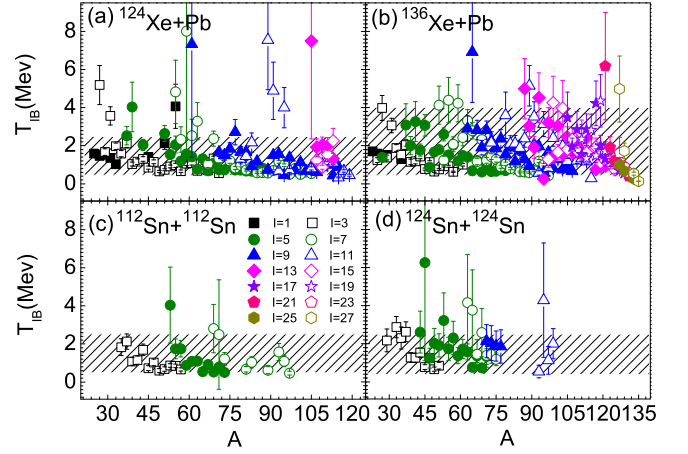 (a) ¹²⁴Xe+Pb
(b) ¹³⁶Xe+Pb
8
6
4
2
0
T_IB(Mev)
(c) ¹¹²Sn+¹¹²Sn
(d) ¹²⁴Sn+¹²⁴Sn
I=1 I=3
I=5 I=7
I=9 I=11
I=13 I=15
I=17 I=19
I=21 I=23
I=25 I=27
8
6
4
2
0
T_IB(Mev)
30 45 60 75 90 105 120
30 45 60 75 90 105 120 135
A
A